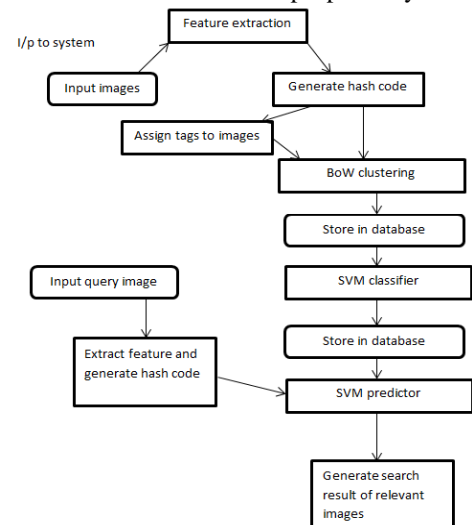 Feature extraction
I/p to system
Input images
Generate hash code
Assign tags to images
BoW clustering
Store in database
Input query image
SVM classifier
Store in database
Extract feature and
generate hash code
SVM predictor
Generate search
result of relevant
images